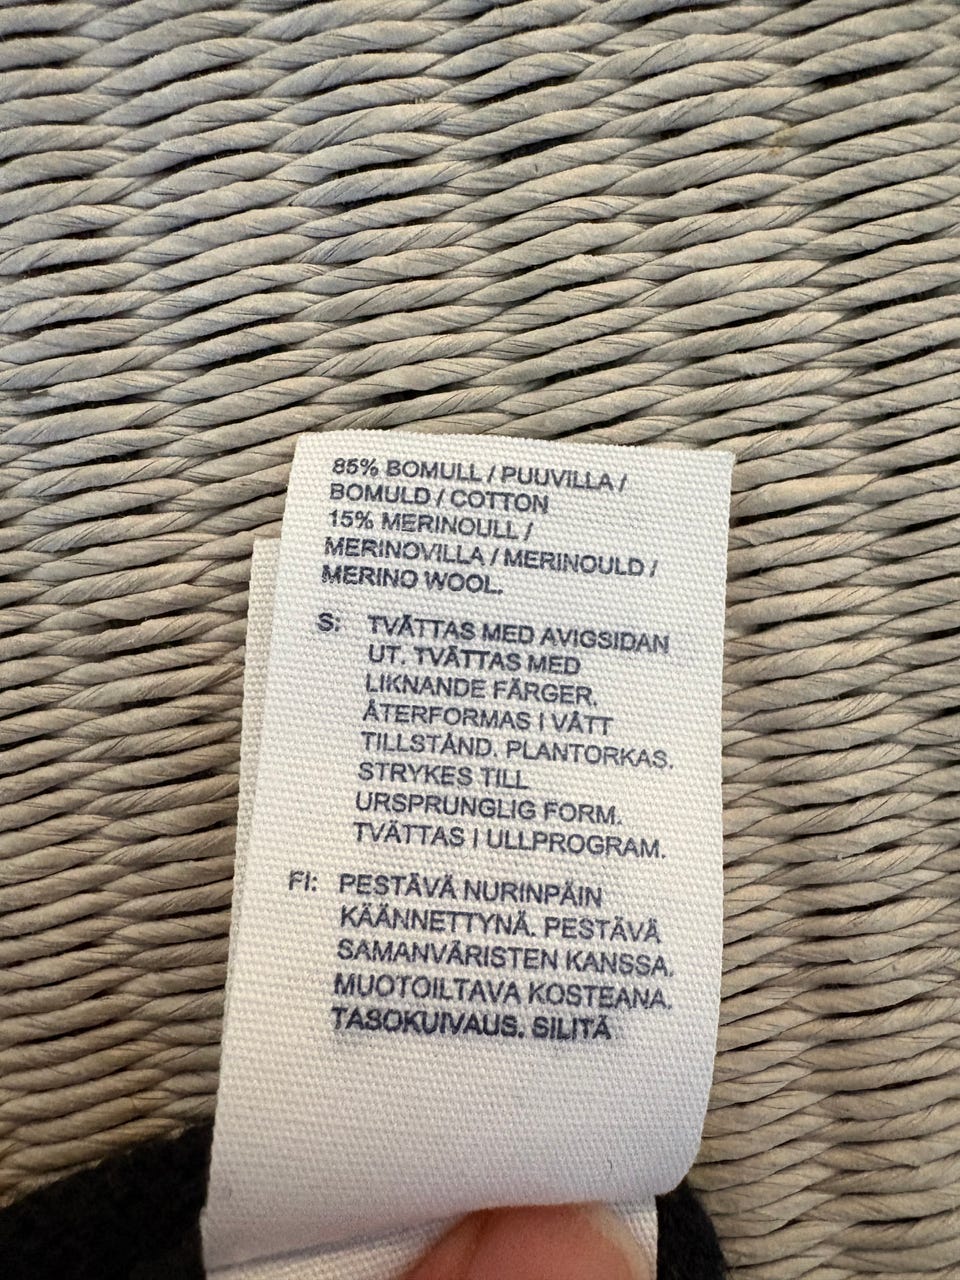 85% BOMULL / PUUVILLA /
BOMULD / COTTON
15% MERINOULL /
MERINOVILLA / MERINOULD /
MERINO WOOL.
S: TVÄTTAS MED AVIGSIDAN
UT. TVÄTTAS MED
LIKNANDE FÄRGER.
ÅTERFORMAS I VÅTT
TILLSTÅND. PLANTORKAS.
STRYKES TILL
URSPRUNGLIG FORM.
TVÄTTAS I ULLPROGRAM.
FI: PESTÄVÄ NURINPÄIN
KÄÄNNETTYNÄ. PESTÄVÄ
SAMANVÄRISTEN KANSSA.
MUOTOILTAVA KOSTEANA.
TASOKUIVAUS. SILITÄ